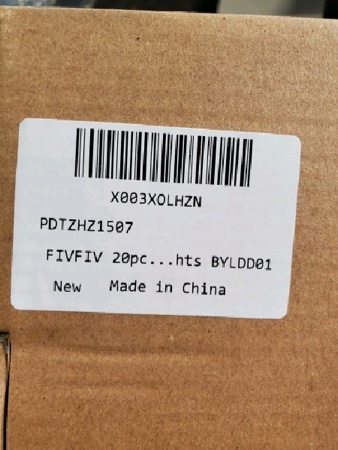 X003XOLHZN
PDTZHZ1507
FIVFIV 20pc...hts BYLDD01
New Made in China